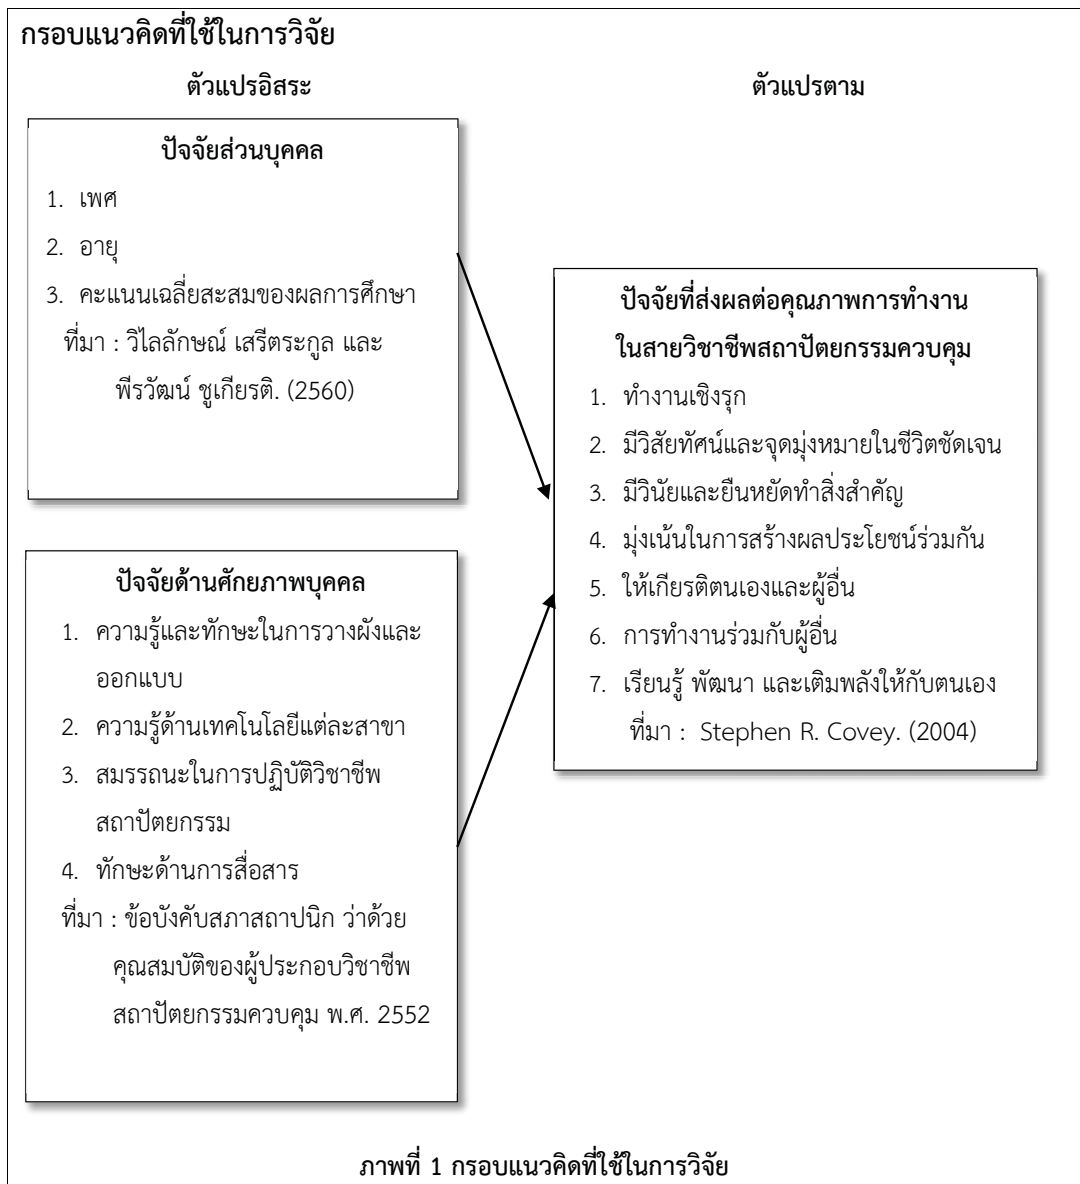 กรอบแนวคิดที่ใช้ในการวิจัย
ตัวแปรอิสระ
ตัวแปรตาม
ปัจจัยส่วนบุคคล
1. เพศ
2. อายุ
3. คะแนนเฉลี่ยสะสมของผลการศึกษา
ที่มา : วิไลลักษณ์ เสรีตระกูล และ
พีรวัฒน์ ชูเกียรติ. (2560)
ปัจจัยด้านศักยภาพบุคคล
1. ความรู้และทักษะในการวางผังและ
ออกแบบ
2. ความรู้ด้านเทคโนโลยีแต่ละสาขา
3. สมรรถนะในการปฏิบัติวิชาชีพ
สถาปัตยกรรม
4. ทักษะด้านการสื่อสาร
ที่มา : ข้อบังคับสภาสถาปนิก ว่าด้วย
คุณสมบัติของผู้ประกอบวิชาชีพ
สถาปัตยกรรมควบคุม พ.ศ. 2552
ปัจจัยที่ส่งผลต่อคุณภาพการทำงาน
ในสายวิชาชีพสถาปัตยกรรมควบคุม
1. ทำงานเชิงรุก
2. มีวิสัยทัศน์และจุดมุ่งหมายในชีวิตชัดเจน
3. มีวินัยและยืนหยัดทำสิ่งสำคัญ
4. มุ่งเน้นในการสร้างผลประโยชน์ร่วมกัน
5. ให้เกียรติตนเองและผู้อื่น
6. การทำงานร่วมกับผู้อื่น
7. เรียนรู้ พัฒนา และเติมพลังให้กับตนเอง
ที่มา : Stephen R. Covey. (2004)
ภาพที่ 1 กรอบแนวคิดที่ใช้ในการวิจัย